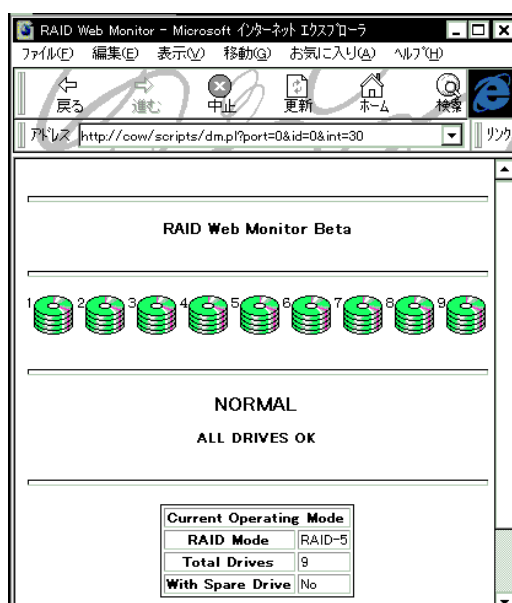 RAID Web Monitor - Microsoft インターネット エクスプローラ
ファイル(F) 編集(E) 表示(V) 移動(G) お気に入り(A) ヘルプ(H)
戻る 進む 中止 更新 ホーム 検索
アドレス http://cow/scripts/dm.pl?port=0&id=0&int=30 リンク
RAID Web Monitor Beta
1 2 3 4 5 6 7 8 9
NORMAL
ALL DRIVES OK
Current Operating Mode
RAID Mode RAID-5
Total Drives 9
With Spare Drive No